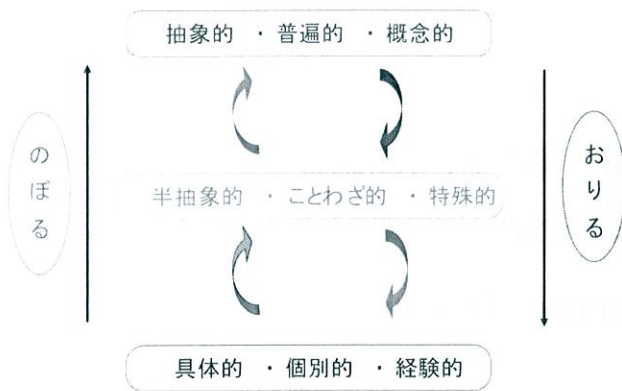 抽象的 ・ 普遍的 ・ 概念的
のぼる
半抽象的 ・ ことわざ的 ・ 特殊的
おりる
具体的 ・ 個別的 ・ 経験的